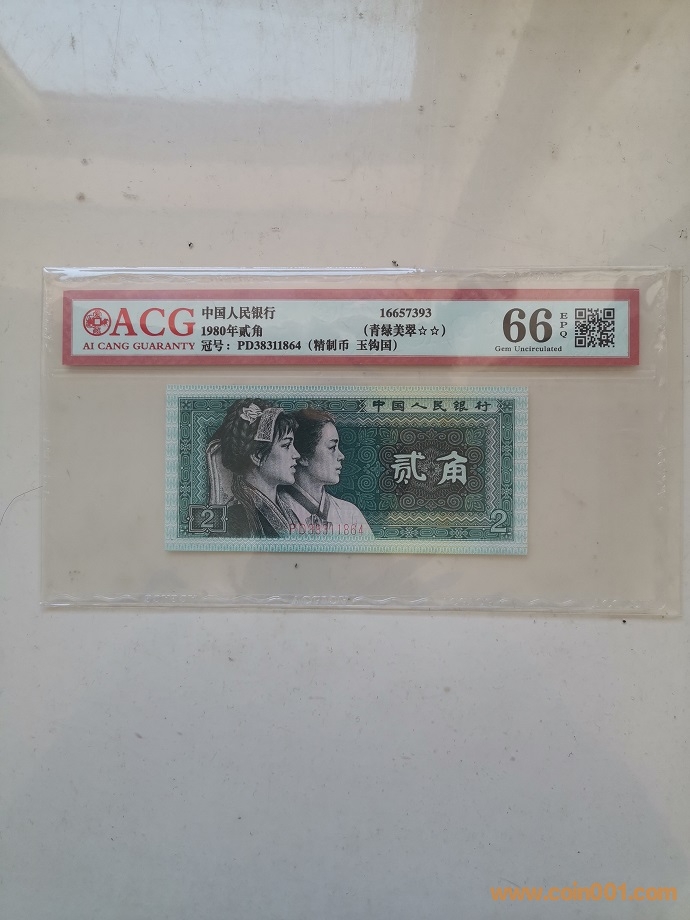 ACG
AI CANG GUARANTY
中国人民银行
16657393
1980年贰角
（青绿美翠☆☆）
冠号：PD38311864（精制币 玉钩国）
66
EPQ
Gem Uncirculated
中国人民银行
贰角
2
PD38311864
2
www.coin001.com